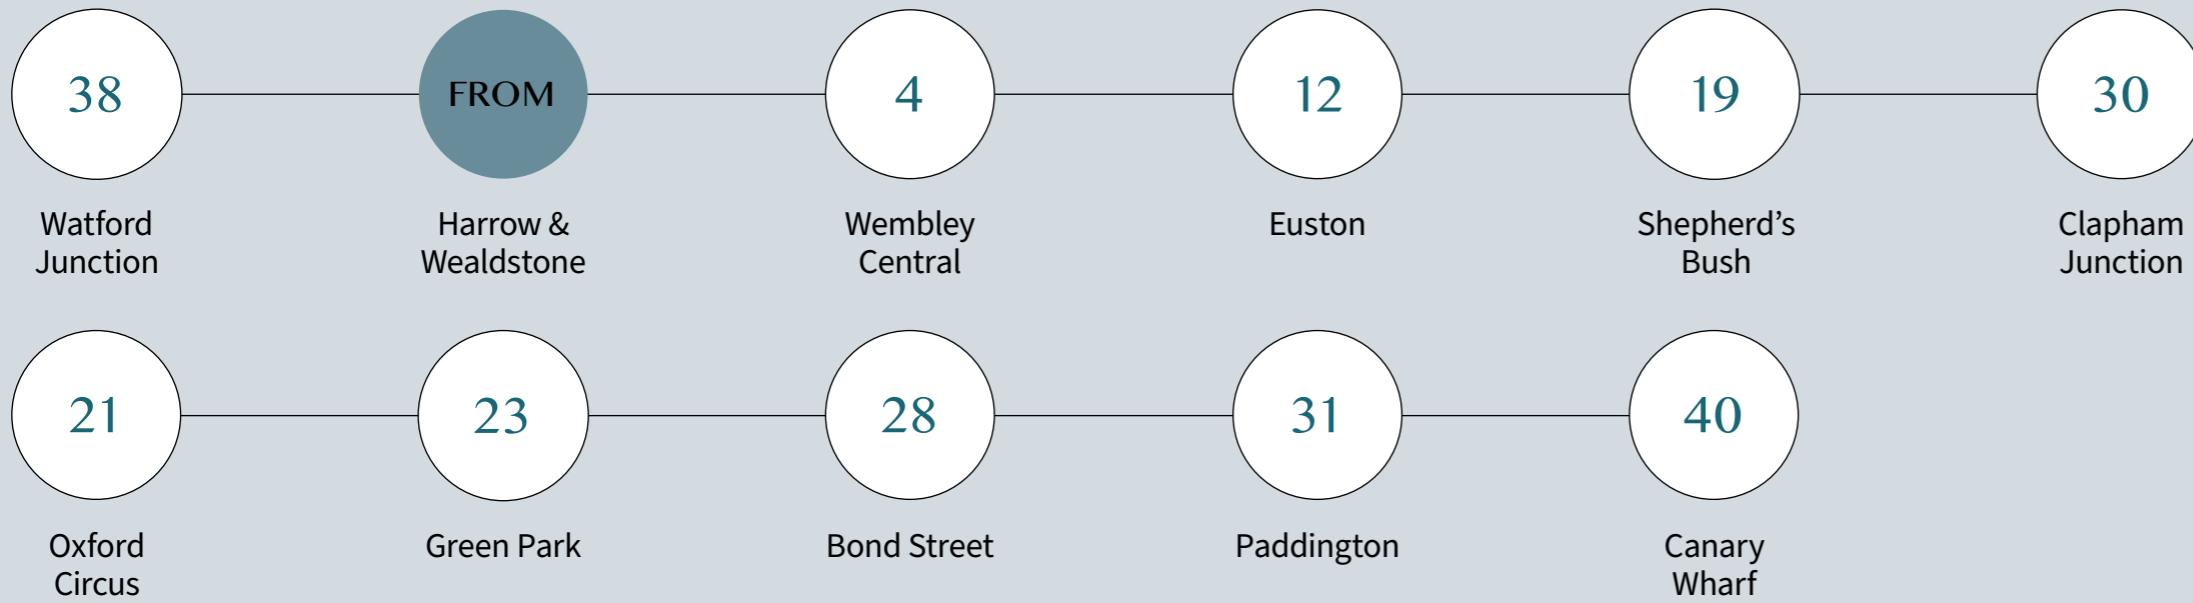 38
FROM
4
12
19
30
Watford
Junction
Harrow &
Wealdstone
Wembley
Central
Euston
Shepherd’s
Bush
Clapham
Junction
21
23
28
31
40
Oxford
Circus
Green Park
Bond Street
Paddington
Canary
Wharf